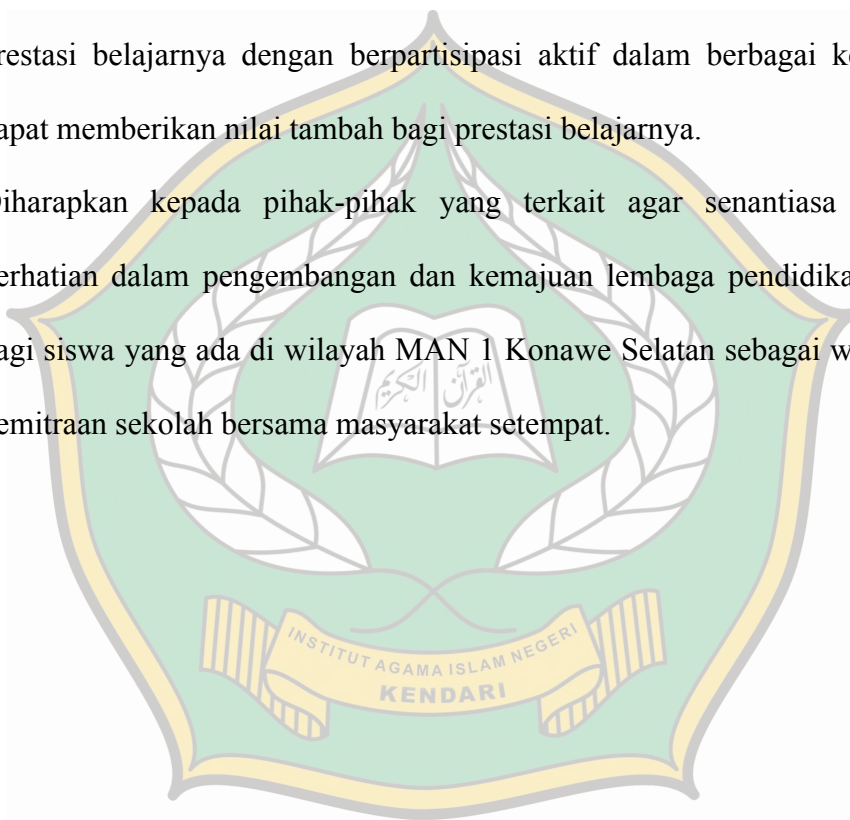 restasi belajarnya dengan berpartisipasi aktif dalam berbagai ke
apat memberikan nilai tambah bagi prestasi belajarnya.
iharapkan kepada pihak-pihak yang terkait agar senantiasa
erhatian dalam pengembangan dan kemajuan lembaga pendidika
agi siswa yang ada di wilayah MAN 1 Konawe Selatan sebagai w
القرآن الكريم
emitraan sekolah bersama masyarakat setempat.
INSTITUT AGAMA ISLAM NEGERI
KENDARI